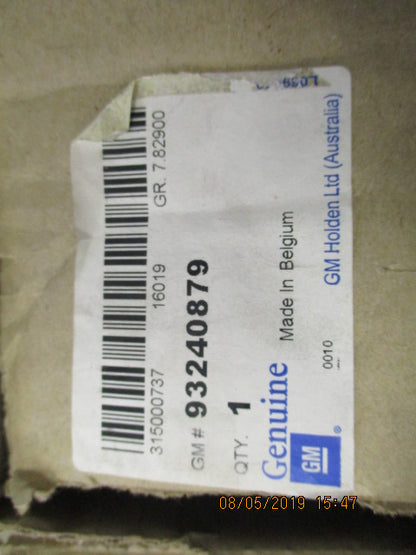 315000737 16019 GR. 7.82900
GM # 93240879
QTY. 1
Made In Belgium
Genuine
GM ®
0010
GM Holden Ltd (Australia)
08/05/2019 15:47